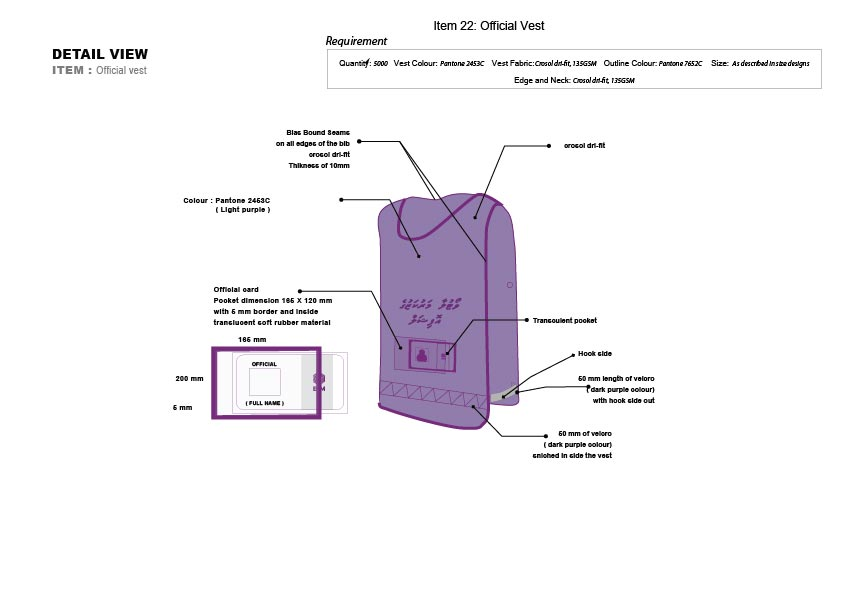 Item 22: Official Vest
Requirement
DETAIL VIEW
ITEM : Official vest
Quantity: 5000 Vest Colour: Pantone 2453C Vest Fabric: Crosol dri-fit, 135GSM Outline Colour: Pantone 7652C Size: As described in size designs
Edge and Neck: Crosol dri-fit, 135GSM
Bias Bound Seams
on all edges of the bib
crosol dri-fit
Thikness of 10mm
crosol dri-fit
Colour : Pantone 2453C
( Light purple )
Official card
Pocket dimension 165 X 120 mm
with 5 mm border and inside
translucent soft rubber material
165 mm
200 mm
5 mm
OFFICIAL
( FULL NAME )
Transculent pocket
Hook side
50 mm length of velcro
( dark purple colour)
with hook side out
50 mm of velcro
( dark purple colour)
sniched in side the vest